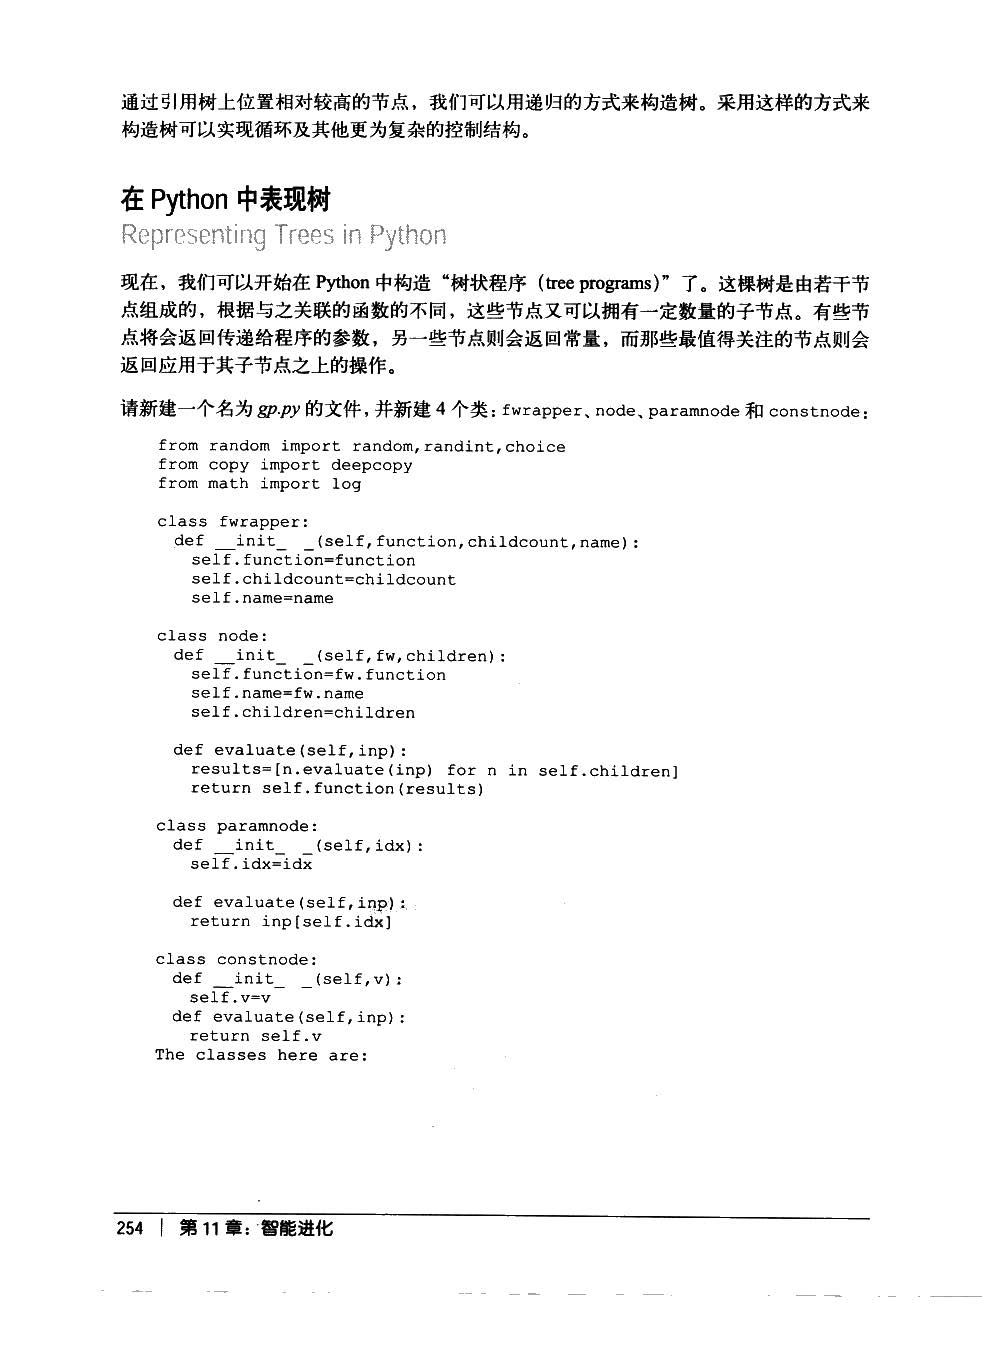 通过引用树上位置相对较高的节点，我们可以用递归的方式来构造树。采用这样的方式来
构造树可以实现循环及其他更为复杂的控制结构。
在 Python 中表现树
Representing Trees in Python
现在，我们可以开始在 Python 中构造“树状程序（tree programs）”了。这棵树是由若干节
点组成的，根据与之关联的函数的不同，这些节点又可以拥有一定数量的子节点。有些节
点将会返回传递给程序的参数，另一些节点则会返回常量，而那些最值得关注的节点则会
返回应用于其子节点之上的操作。
请新建一个名为 gp.py 的文件，并新建 4 个类：fwrapper、node、paramnode 和 constnode：
from random import random,randint,choice
from copy import deepcopy
from math import log
class fwrapper:
  def __init_ _(self,function,childcount,name):
    self.function=function
    self.childcount=childcount
    self.name=name
class node:
  def __init_ _(self,fw,children):
    self.function=fw.function
    self.name=fw.name
    self.children=children
  def evaluate(self,inp):
    results=[n.evaluate(inp) for n in self.children]
    return self.function(results)
class paramnode:
  def __init_ _(self,idx):
    self.idx=idx
  def evaluate(self,inp):
    return inp[self.idx]
class constnode:
  def __init_ _(self,v):
    self.v=v
  def evaluate(self,inp):
    return self.v
The classes here are:
254 | 第 11 章：智能进化